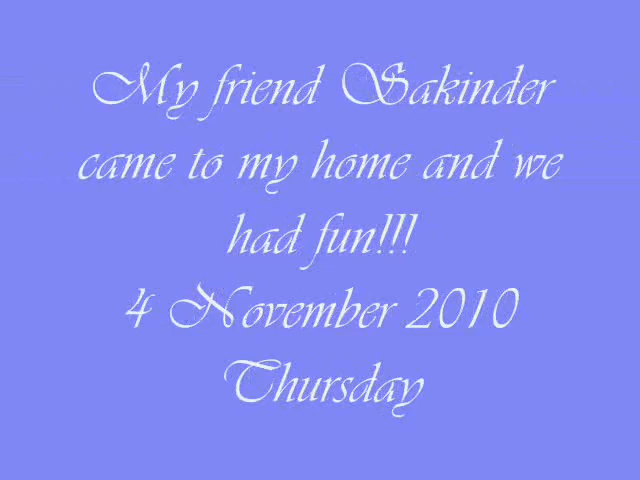 My friend Sakinder
came to my home and we
had fun!!!
4 November 2010
Thursday